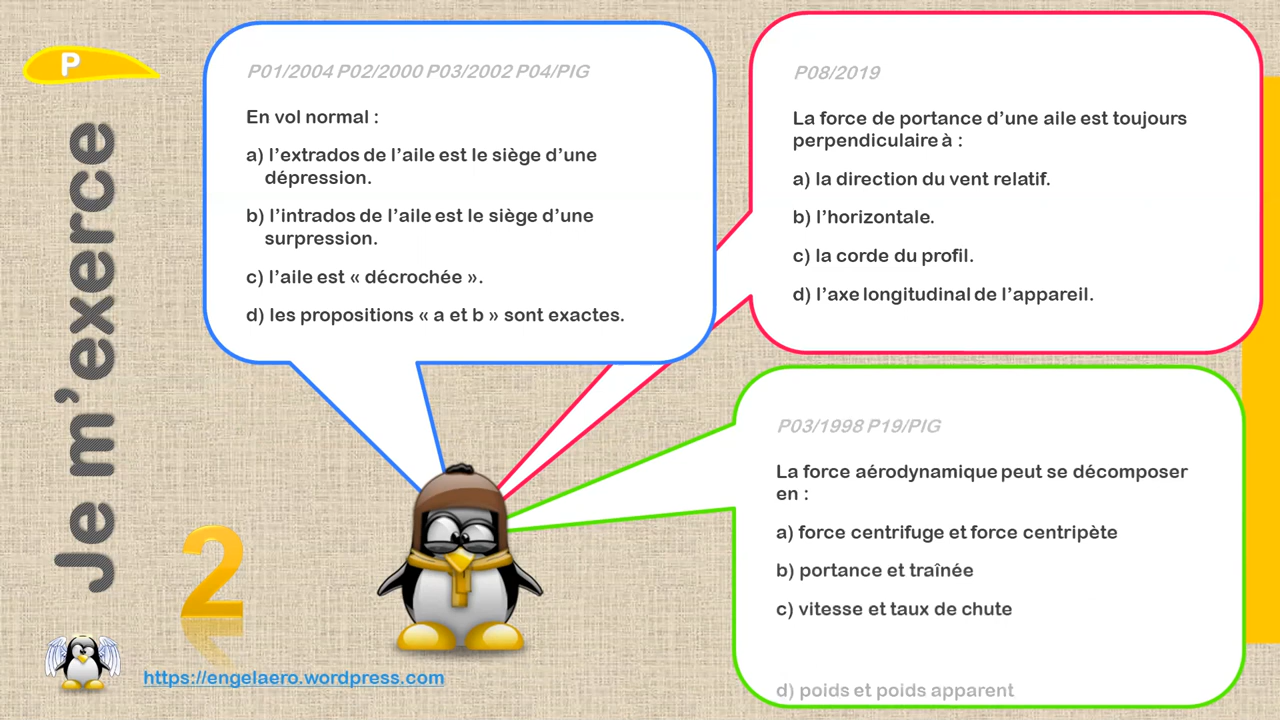 P
Je m’exerce
2
https://engelaero.wordpress.com
P01/2004 P02/2000 P03/2002 P04/PIG
En vol normal :
a) l’extrados de l’aile est le siège d’une
dépression.
b) l’intrados de l’aile est le siège d’une
surpression.
c) l’aile est « décrochée ».
d) les propositions « a et b » sont exactes.
P08/2019
La force de portance d’une aile est toujours
perpendiculaire à :
a) la direction du vent relatif.
b) l’horizontale.
c) la corde du profil.
d) l’axe longitudinal de l’appareil.
P03/1998 P19/PIG
La force aérodynamique peut se décomposer
en :
a) force centrifuge et force centripète
b) portance et traînée
c) vitesse et taux de chute
d) poids et poids apparent